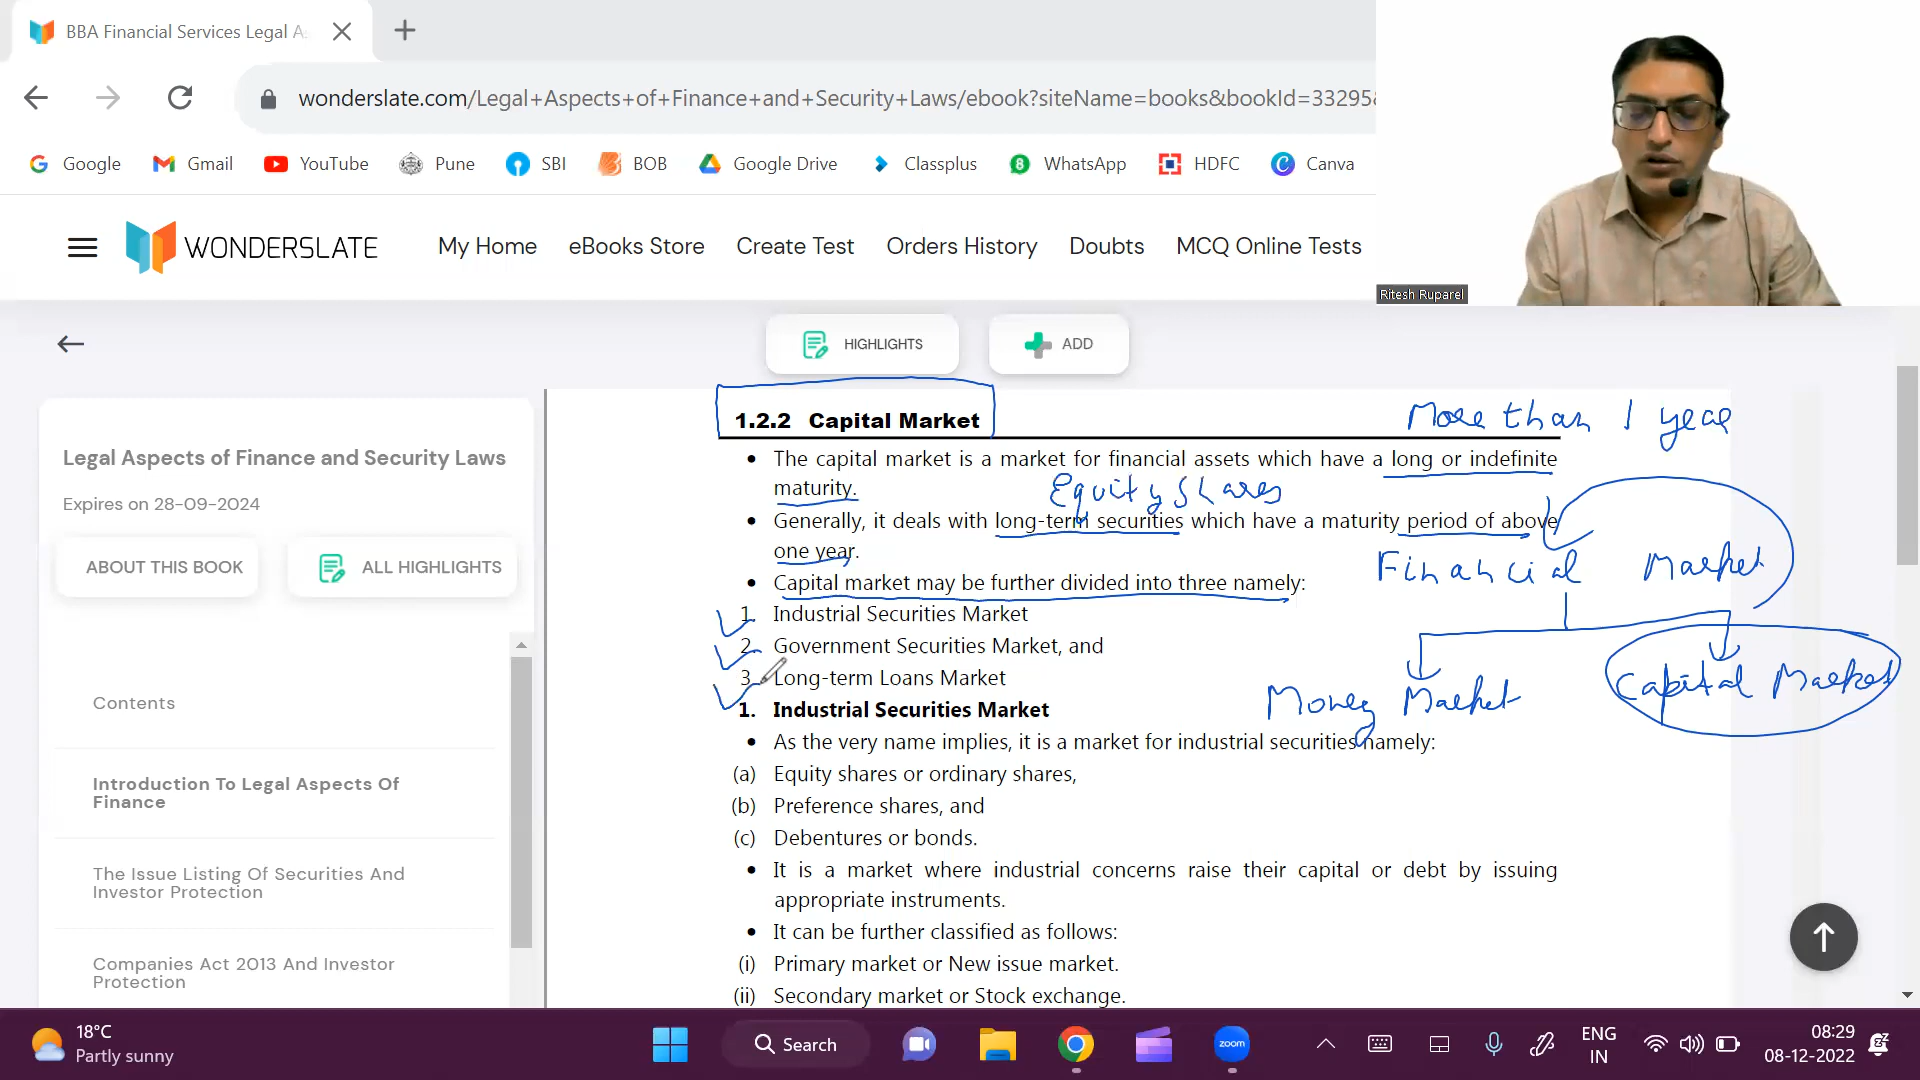 BBA Financial Services Legal A
wonderslate.com/Legal+Aspects+of+Finance+and+Security+Laws/ebook?siteName=books&bookId=33295&
Google Gmail YouTube Pune SBI BOB Google Drive Classplus WhatsApp HDFC Canva
WONDERSLATE My Home eBooks Store Create Test Orders History Doubts MCQ Online Tests
Ritesh Ruparel
HIGHLIGHTS ADD
Legal Aspects of Finance and Security Laws
Expires on 28-09-2024
ABOUT THIS BOOK ALL HIGHLIGHTS
Contents
Introduction To Legal Aspects Of
Finance
The Issue Listing Of Securities And
Investor Protection
Companies Act 2013 And Investor
Protection
1.2.2 Capital Market
More than 1 year
• The capital market is a market for financial assets which have a long or indefinite
maturity.
Equity Shares
• Generally, it deals with long-term securities which have a maturity period of above
one year.
Financial Market
• Capital market may be further divided into three namely:
1. Industrial Securities Market
2. Government Securities Market, and
3. Long-term Loans Market
Money Market Capital Market
1. Industrial Securities Market
• As the very name implies, it is a market for industrial securities namely:
(a) Equity shares or ordinary shares,
(b) Preference shares, and
(c) Debentures or bonds.
• It is a market where industrial concerns raise their capital or debt by issuing
appropriate instruments.
• It can be further classified as follows:
(i) Primary market or New issue market.
(ii) Secondary market or Stock exchange.
18°C
Partly sunny
Search
zoom
ENG
IN
08:29
08-12-2022